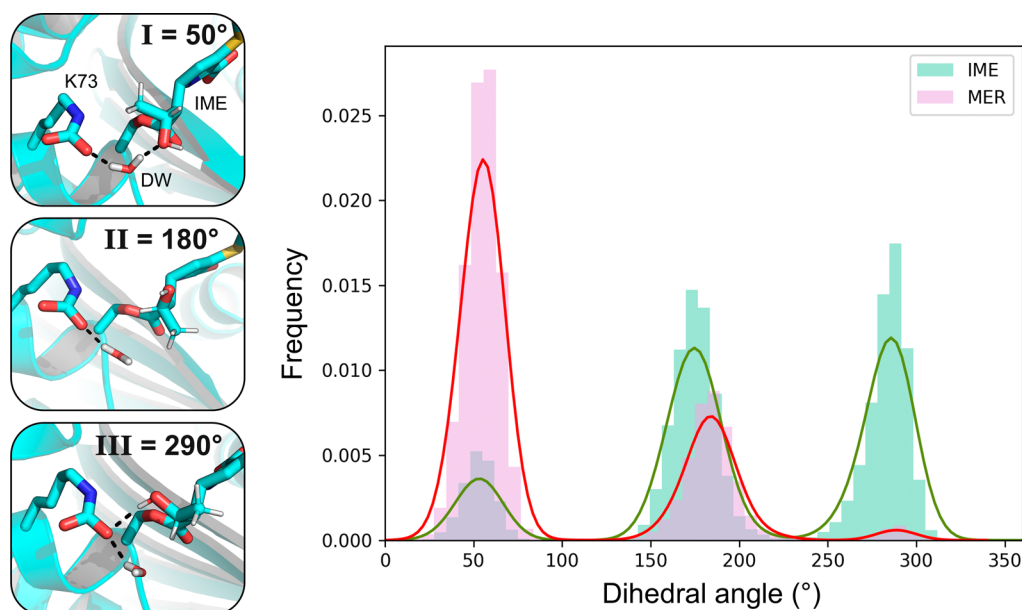 I = 50°
K73
IME
DW
II = 180°
III = 290°
Frequency
0.025
0.020
0.015
0.010
0.005
0.000
0
50
100
150
200
250
300
350
Dihedral angle (°)
IME
MER